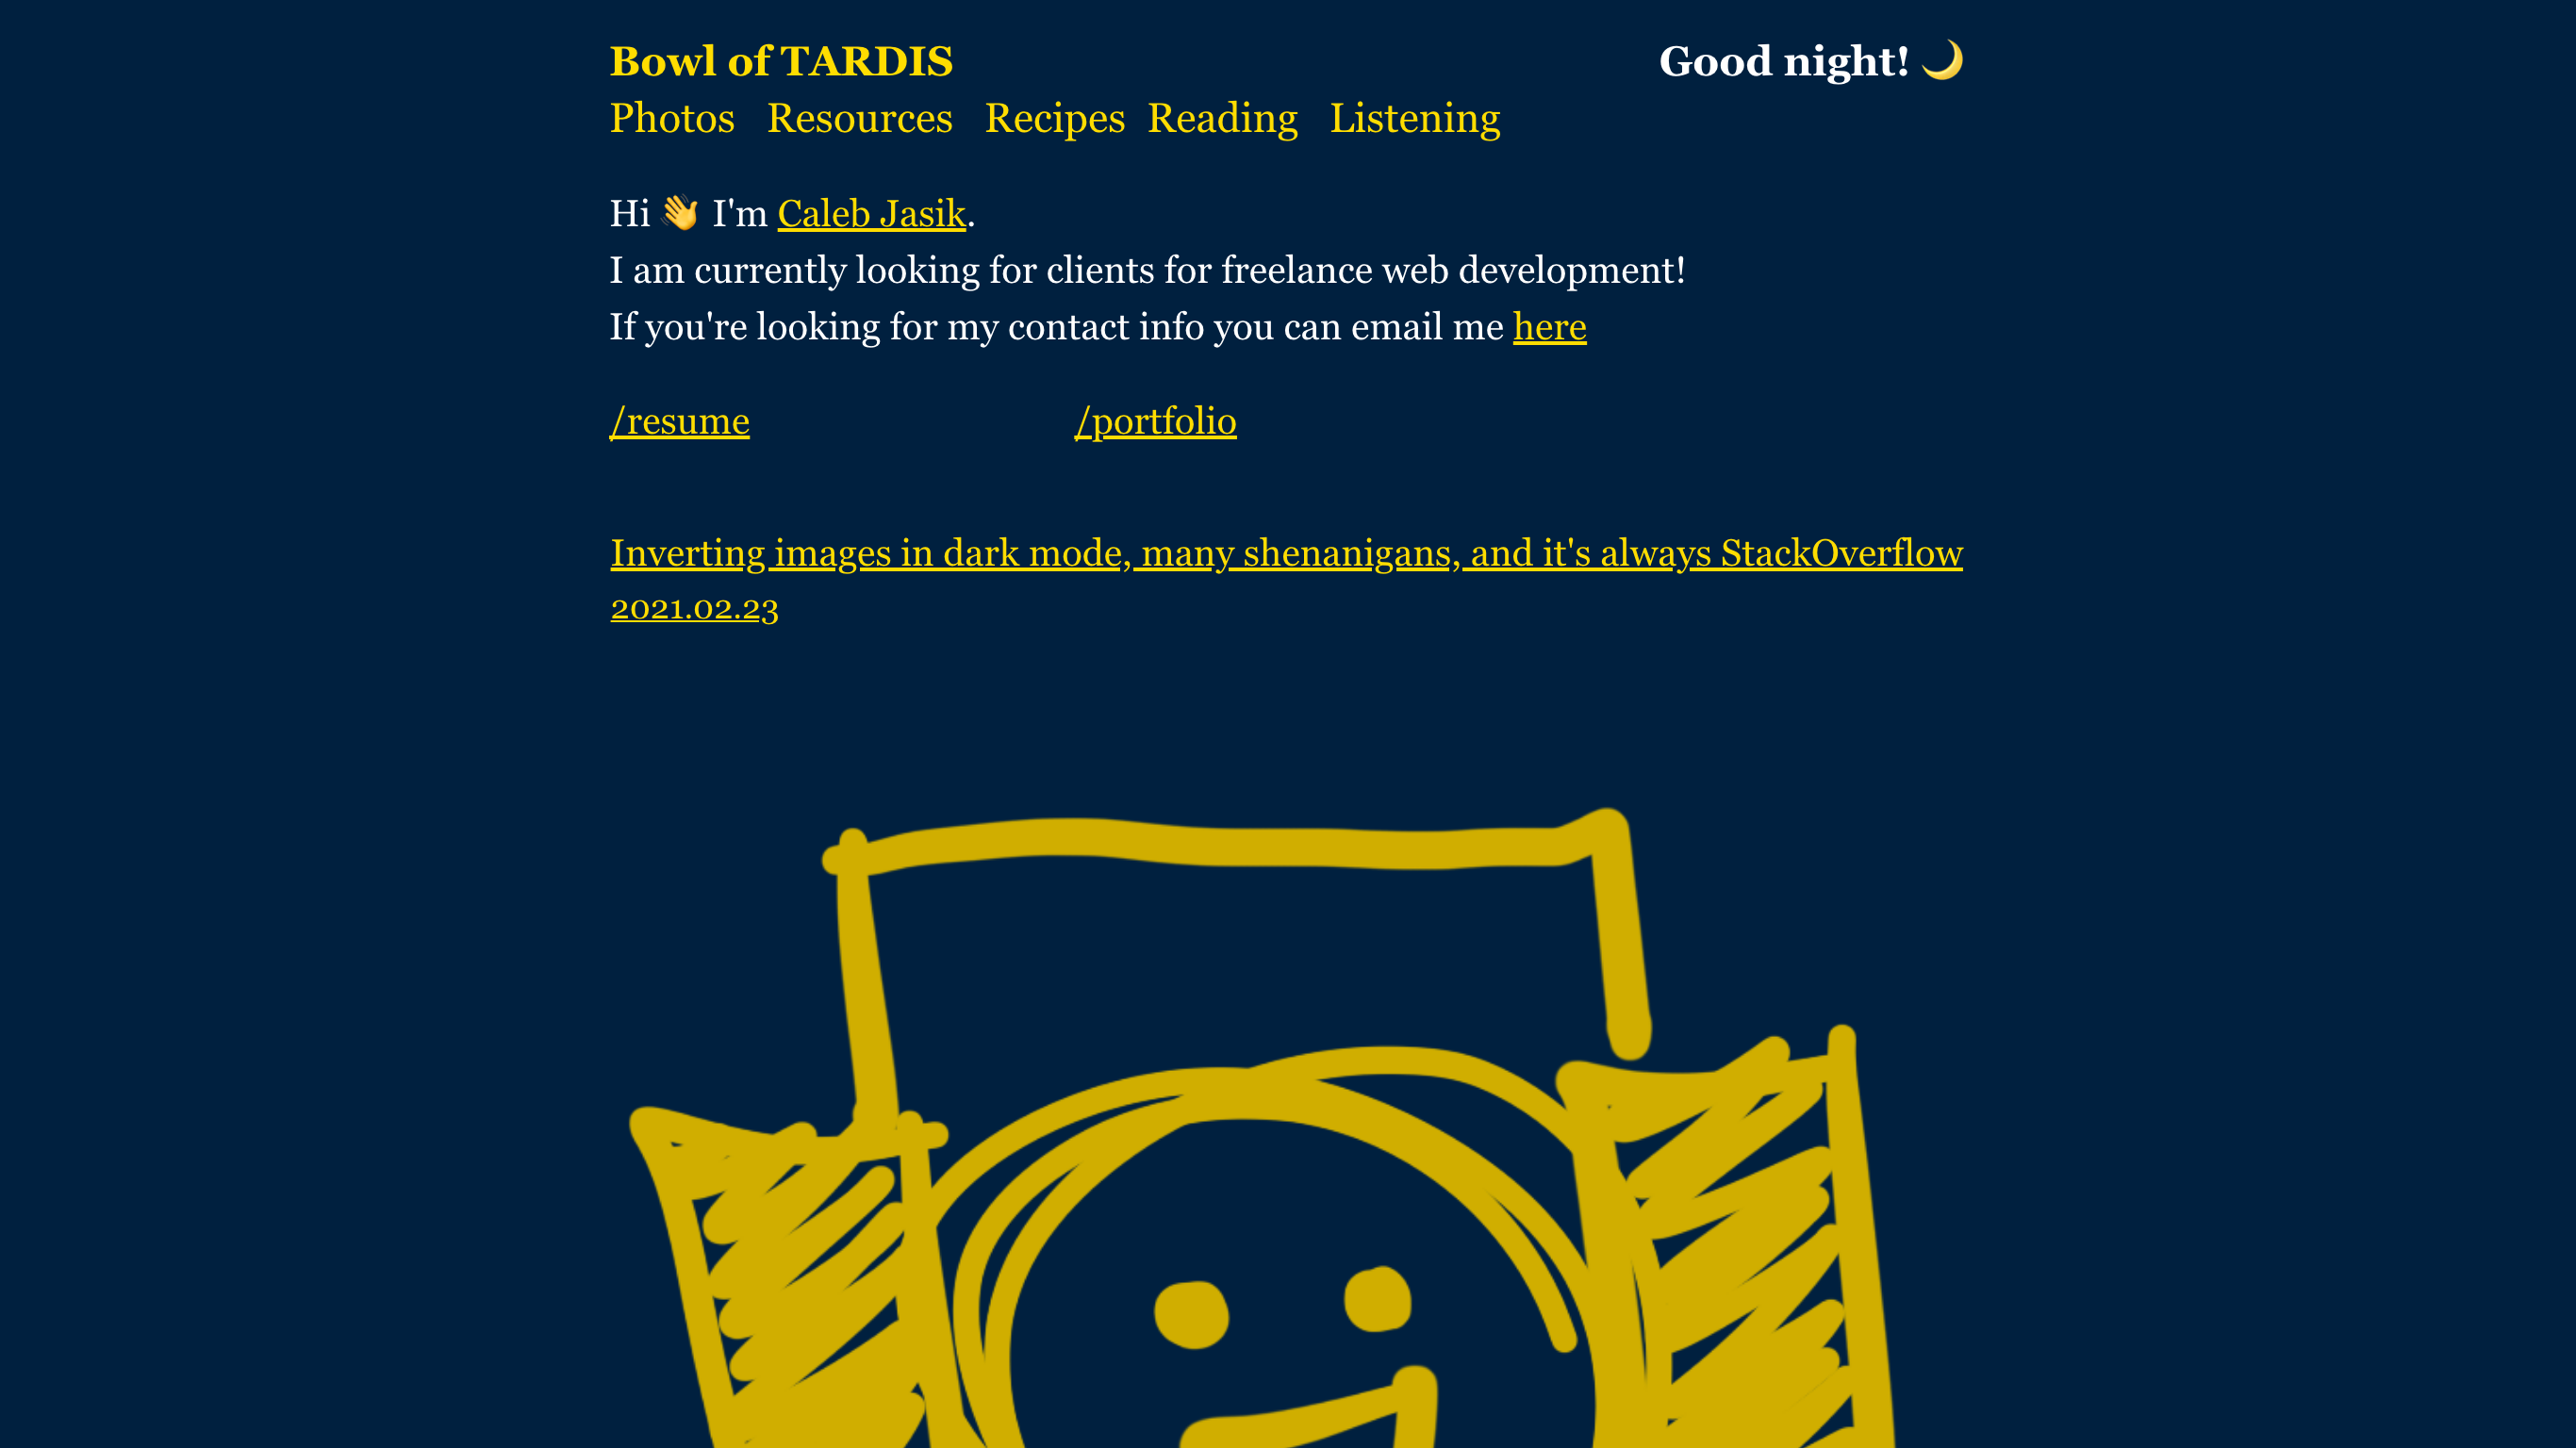 Bowl of TARDIS Good night! 🌙
Photos Resources Recipes Reading Listening
Hi 👋 I'm Caleb Jasik.
I am currently looking for clients for freelance web development!
If you're looking for my contact info you can email me here
/resume /portfolio
Inverting images in dark mode, many shenanigans, and it's always StackOverflow
2021.02.23